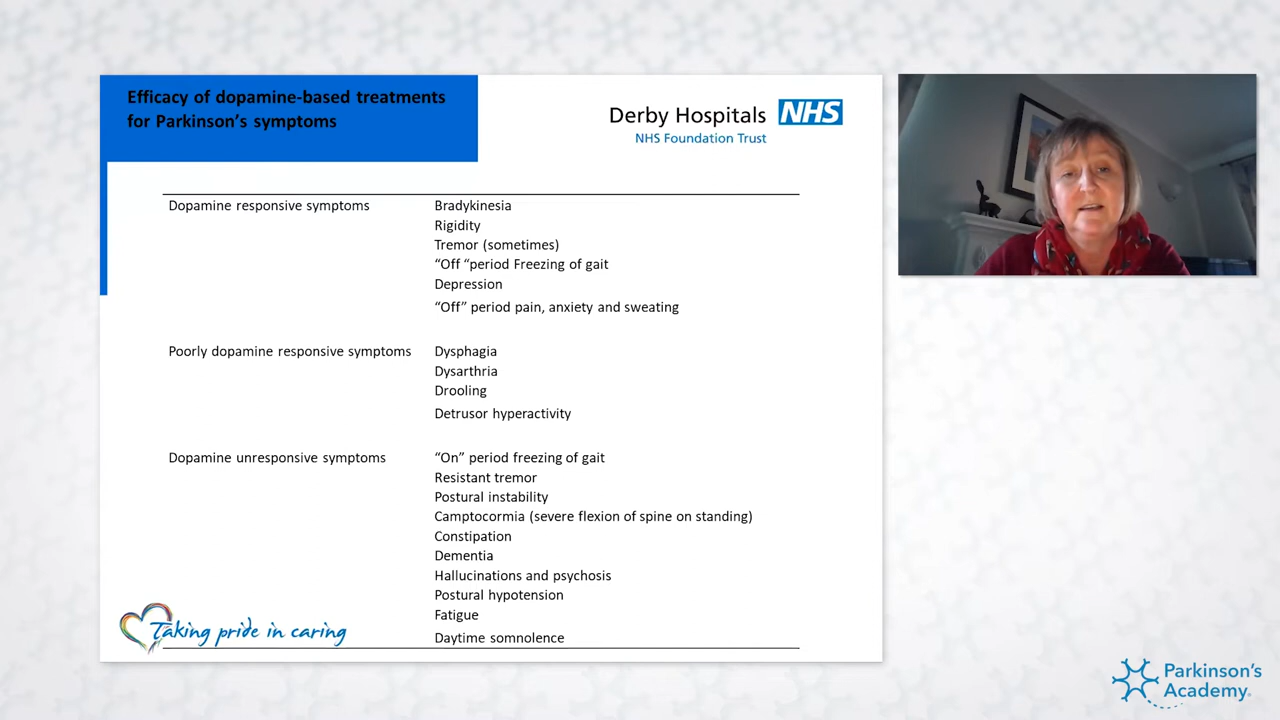 Efficacy of dopamine-based treatments
for Parkinson's symptoms
Derby Hospitals NHS
NHS Foundation Trust
Dopamine responsive symptoms
Bradykinesia
Rigidity
Tremor (sometimes)
“Off “period Freezing of gait
Depression
“Off” period pain, anxiety and sweating
Poorly dopamine responsive symptoms
Dysphagia
Dysarthria
Drooling
Detrusor hyperactivity
Dopamine unresponsive symptoms
“On” period freezing of gait
Resistant tremor
Postural instability
Camptocormia (severe flexion of spine on standing)
Constipation
Dementia
Hallucinations and psychosis
Postural hypotension
Fatigue
Daytime somnolence
Taking pride in caring
Parkinson's
Academy